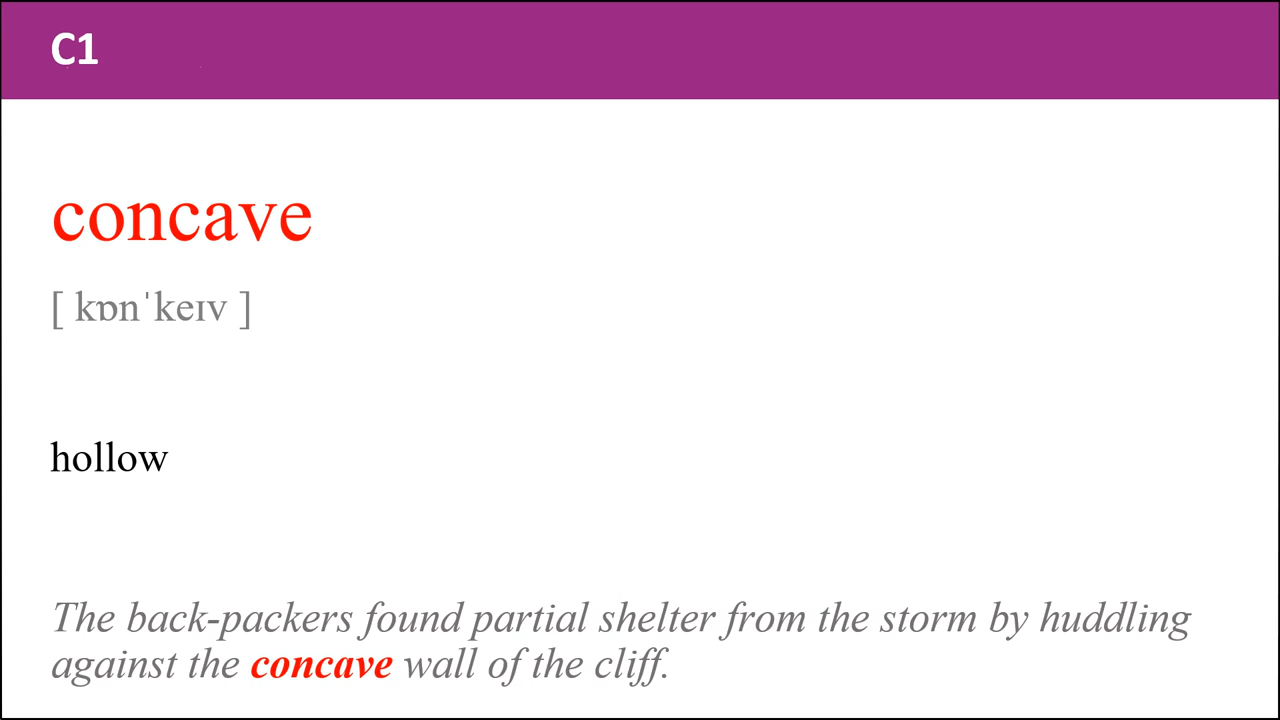 C1
concave
[ kɒnˈkeɪv ]
hollow
The back-packers found partial shelter from the storm by huddling
against the concave wall of the cliff.